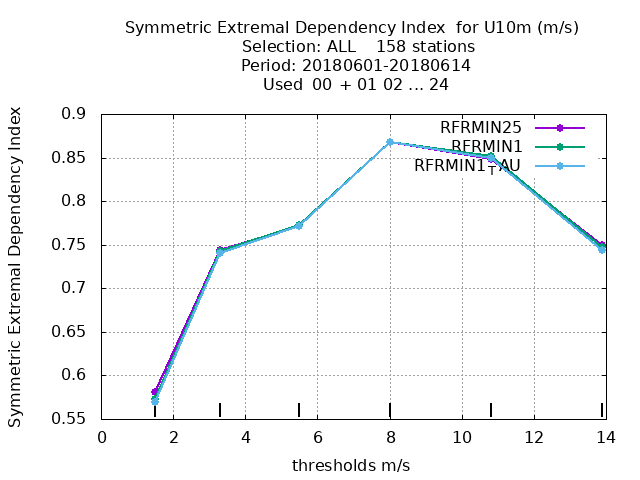 Symmetric Extremal Dependency Index for U10m (m/s)
Selection: ALL 158 stations
Period: 20180601-20180614
Used 00 + 01 02 ... 24
Symmetric Extremal Dependency Index
0.9
0.85
0.8
0.75
0.7
0.65
0.6
0.55
RFRMIN25
RFRMIN1
RFRMIN1+AU
0 2 4 6 8 10 12 14
thresholds m/s